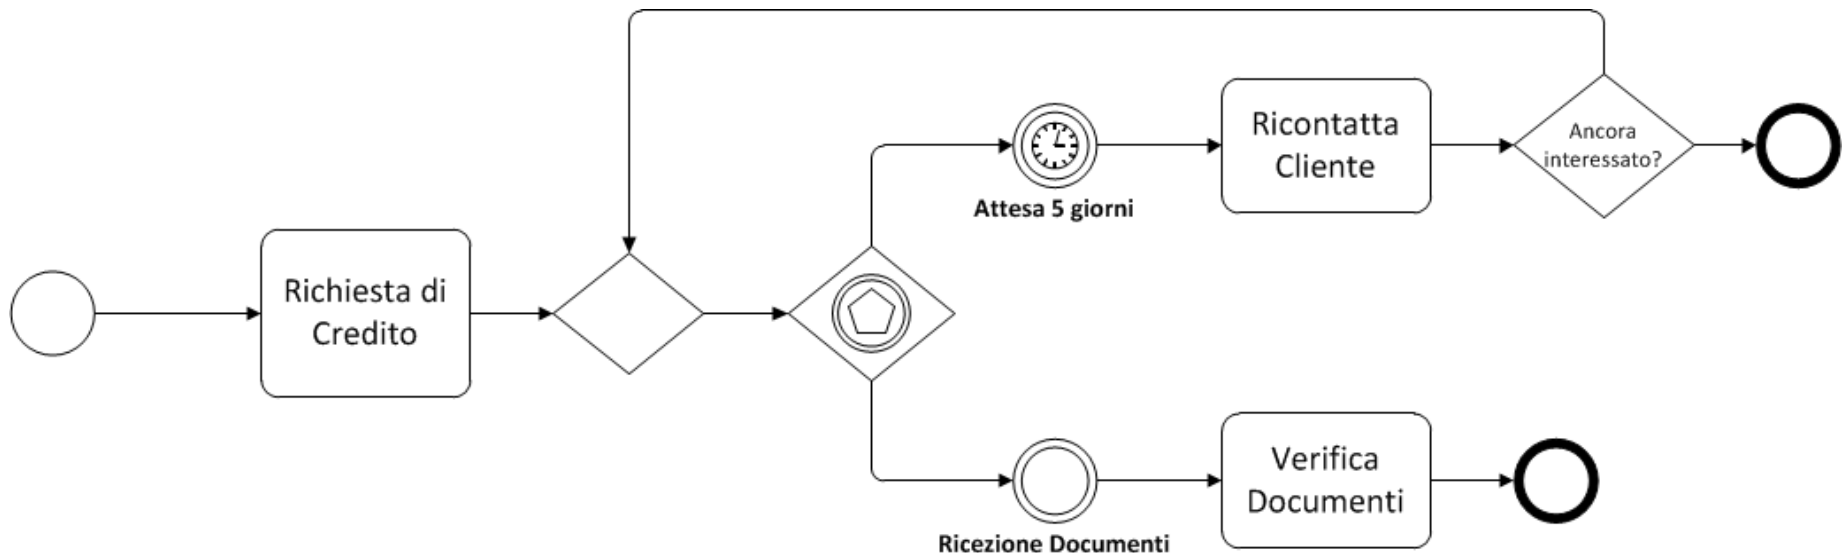 Richiesta di
Credito
Attesa 5 giorni
Ricontatta
Cliente
Ancora
interessato?
Ricezione Documenti
Verifica
Documenti